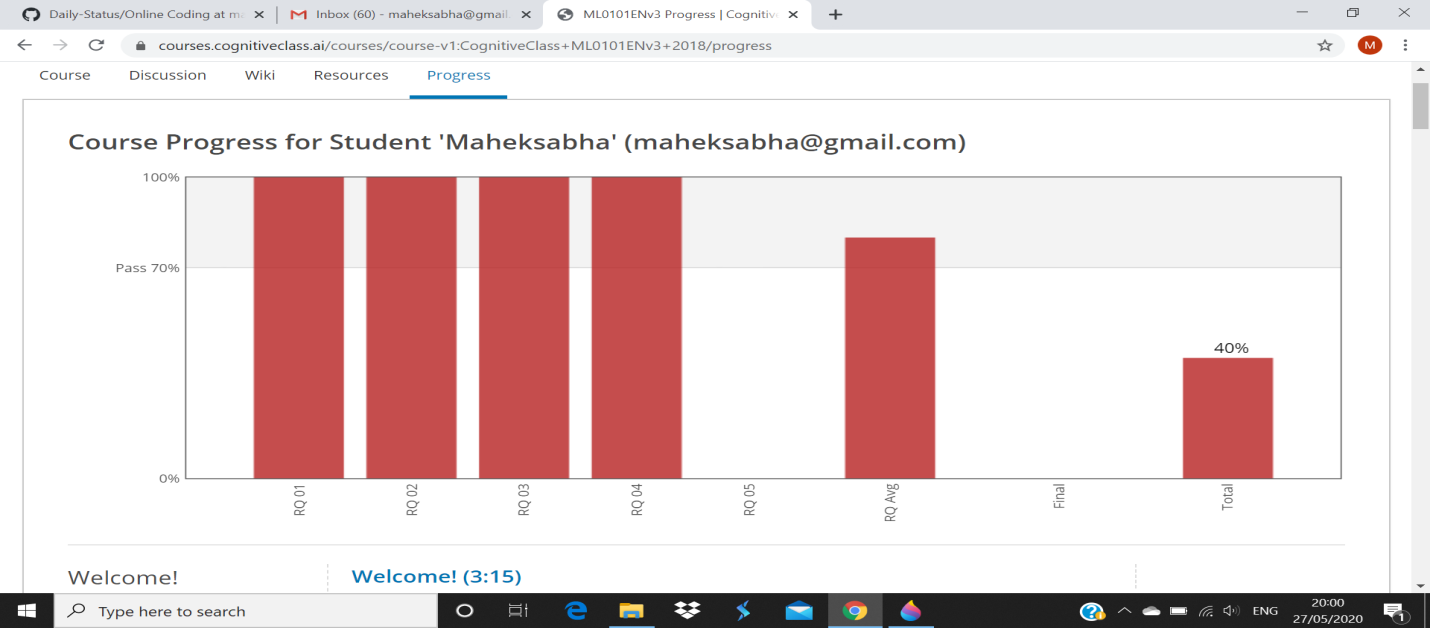 Daily-Status/Online Coding at ma
Inbox (60) - maheksabha@gmail.
ML0101ENv3 Progress | Cognitiv
courses.cognitiveclass.ai/courses/course-v1:CognitiveClass+ML0101ENv3+2018/progress
M
Course Discussion Wiki Resources Progress
Course Progress for Student 'Maheksabha' (maheksabha@gmail.com)
100%
Pass 70%
0%
40%
RQ 01
RQ 02
RQ 03
RQ 04
RQ 05
RQ Avg
Final
Total
Welcome!
Welcome! (3:15)
Type here to search
ENG
20:00
27/05/2020
1